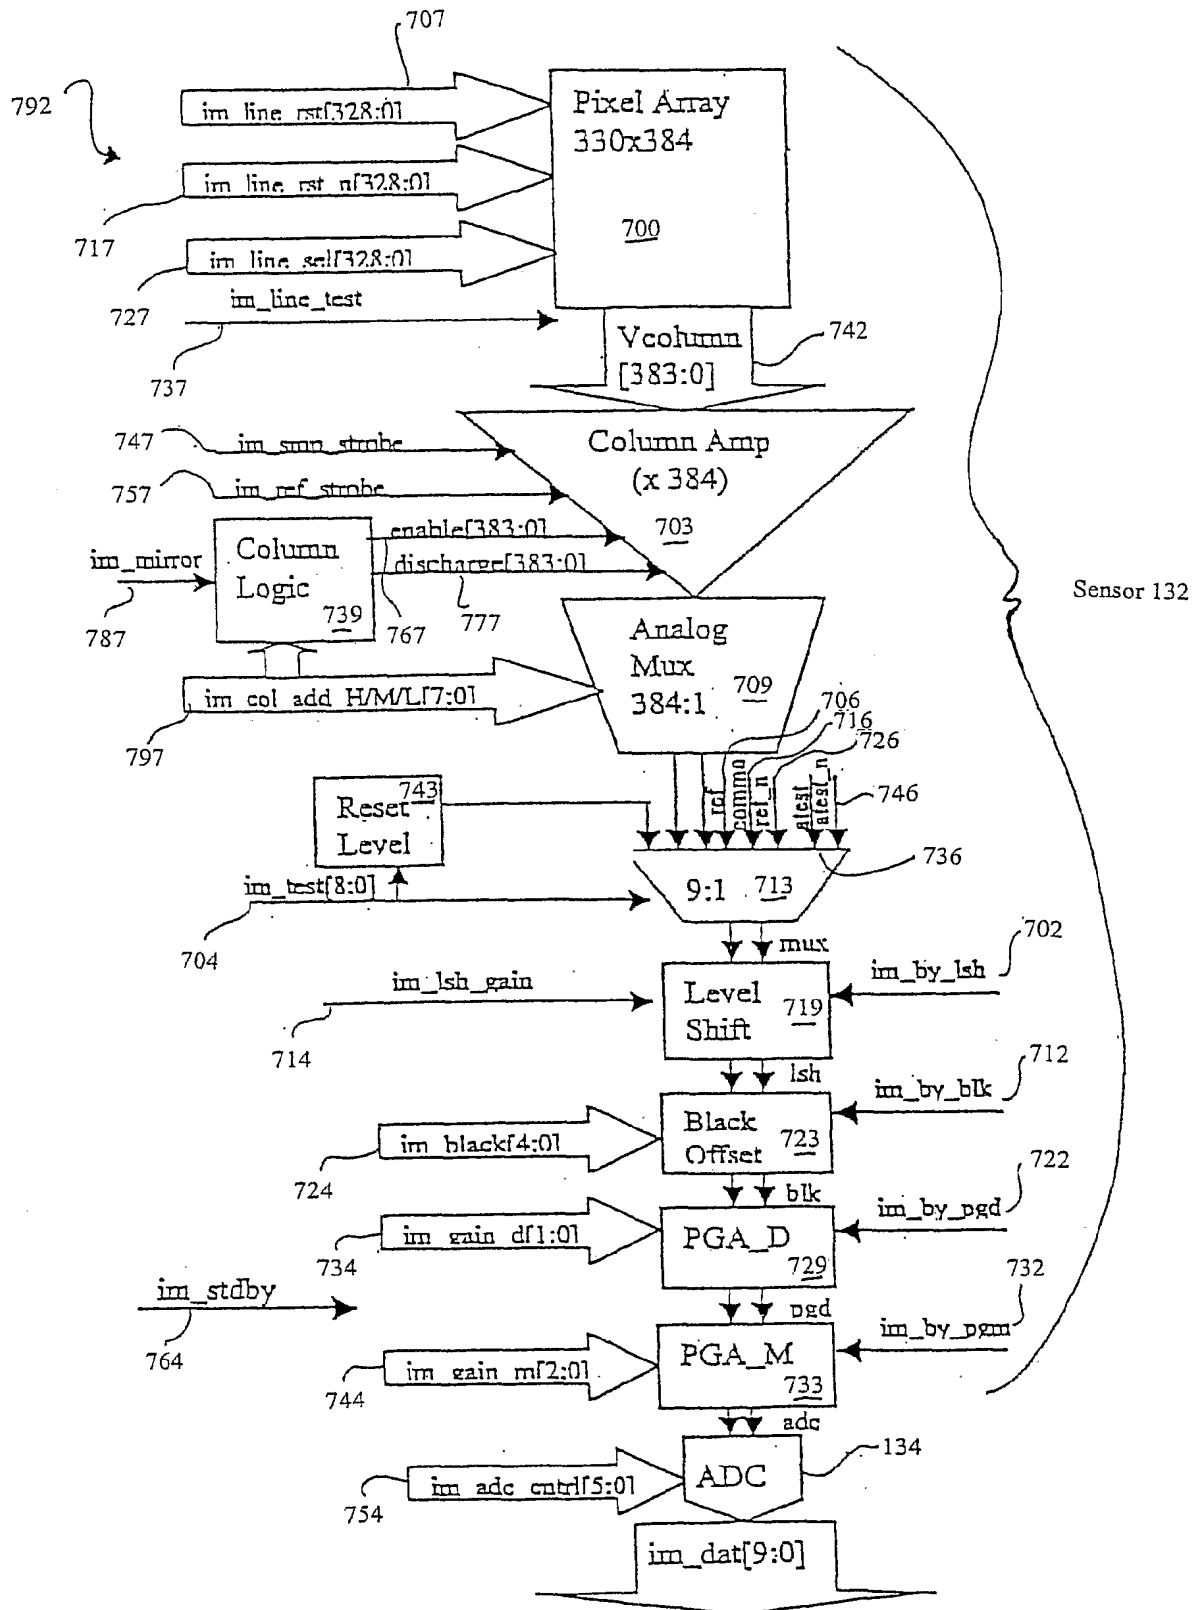 707
792
im_line_rst[328:0]
Pixel Array
330x384
im_line_rst_n[328:0]
717
700
im_line_sel[328:0]
727
im_line_test
737
Vcolumn
[383:0]
742
747
im_smp_strobe
Column Amp
(x 384)
757
im_ref_strobe
703
enable[383:0]
im_mirror
Column
Logic
739
discharge[383:0]
787
767
777
Sensor 132
Analog
Mux
384:1
709
im_col_add_H/M/L[7:0]
797
706
716
726
ref
commo
ref_n
atest
atest_n
746
743
Reset
Level
736
im_test[8:0]
9:1
713
704
mux
702
im_lsh_gain
im_by_lsh
Level
Shift
719
714
lsh
712
im_by_blk
im_black[4:0]
Black
Offset
723
724
blk
722
im_by_pgd
im_gain_d[1:0]
PGA_D
729
734
im_stdby
pgd
732
764
im_by_pgm
im_gain_m[2:0]
PGA_M
733
744
adc
134
im_adc_cntrl[5:0]
ADC
754
im_dat[9:0]